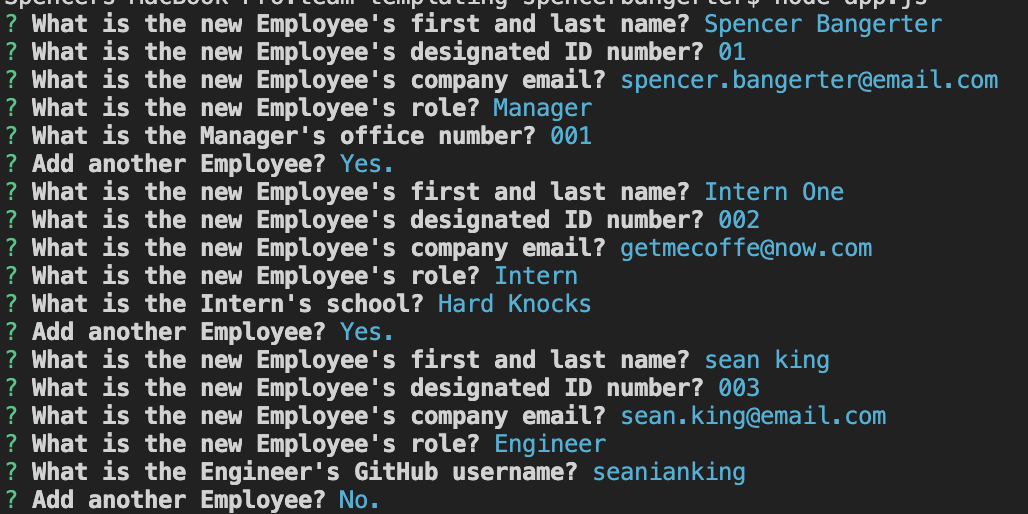 Spencers-MacBook-Pro:team-templating spencerbangerter$ node app.js
? What is the new Employee's first and last name? Spencer Bangerter
? What is the new Employee's designated ID number? 01
? What is the new Employee's company email? spencer.bangerter@email.com
? What is the new Employee's role? Manager
? What is the Manager's office number? 001
? Add another Employee? Yes.
? What is the new Employee's first and last name? Intern One
? What is the new Employee's designated ID number? 002
? What is the new Employee's company email? getmecoffe@now.com
? What is the new Employee's role? Intern
? What is the Intern's school? Hard Knocks
? Add another Employee? Yes.
? What is the new Employee's first and last name? sean king
? What is the new Employee's designated ID number? 003
? What is the new Employee's company email? sean.king@email.com
? What is the new Employee's role? Engineer
? What is the Engineer's GitHub username? seanianking
? Add another Employee? No.